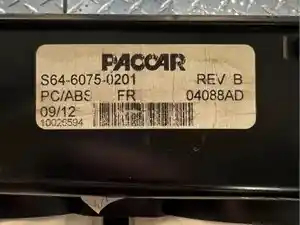 PACCAR
S64-6075-0201 REV B
PC/ABS FR 04088AD
09/12
10026594